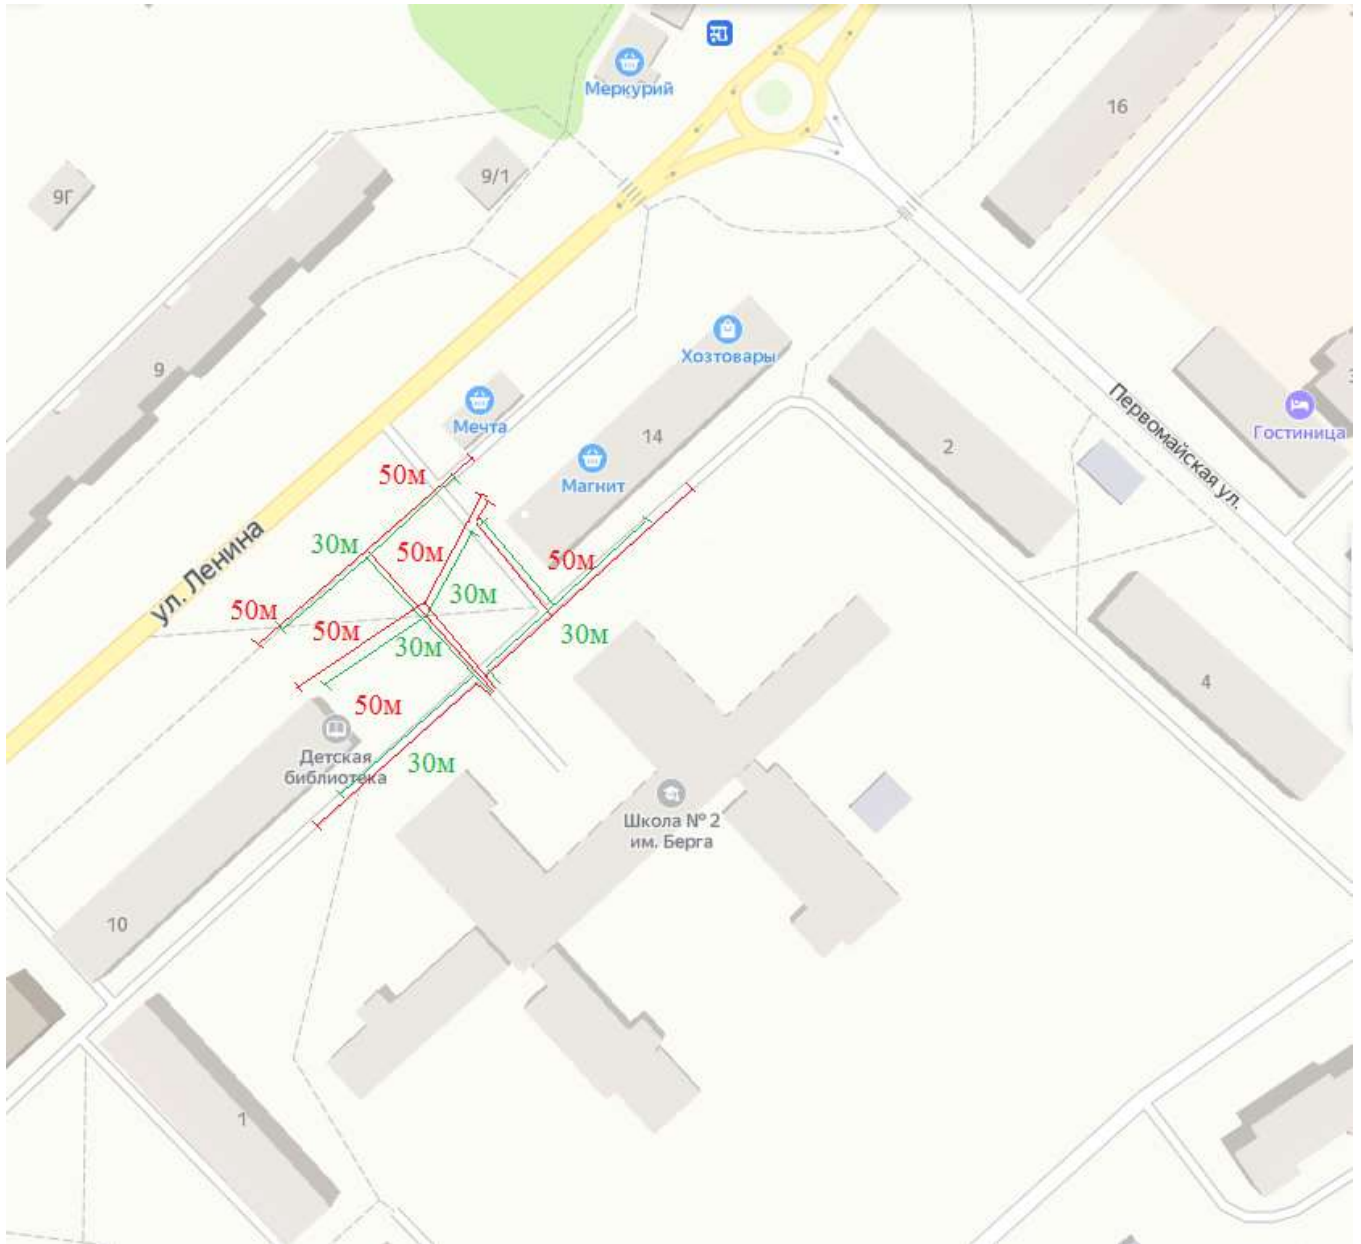 Меркурий
16
9/1
9Г
Хозтовары
9
Первомайская ул.
Гостиница
Мечта
14
2
50м
Магнит
30м
50м
50м
ул. Ленина
30м
50м
50м
30м
30м
4
50м
Детская
библиотека
30м
Школа № 2
им. Берга
10
1